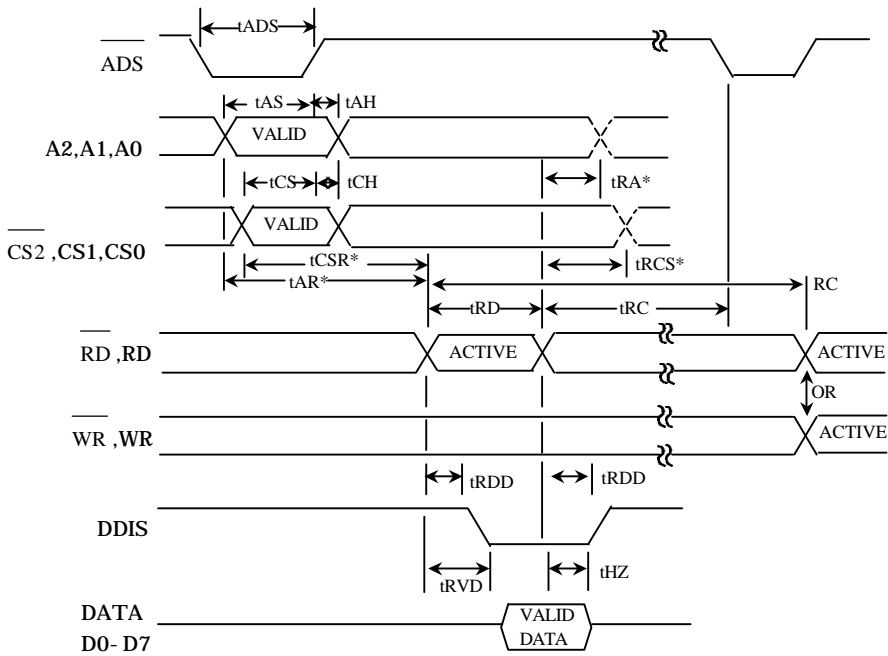 tADS
ADS
tAS tAH
VALID
A2,A1,A0
tCS tCH
tRA*
VALID
CS2 ,CS1,CS0
tCSR*
tRCS*
tAR*
RC
tRD tRC
RD ,RD
ACTIVE
ACTIVE
OR
WR ,WR
ACTIVE
tRDD
tRDD
DDIS
tRVD
tHZ
DATA
D0- D7
VALID
DATA